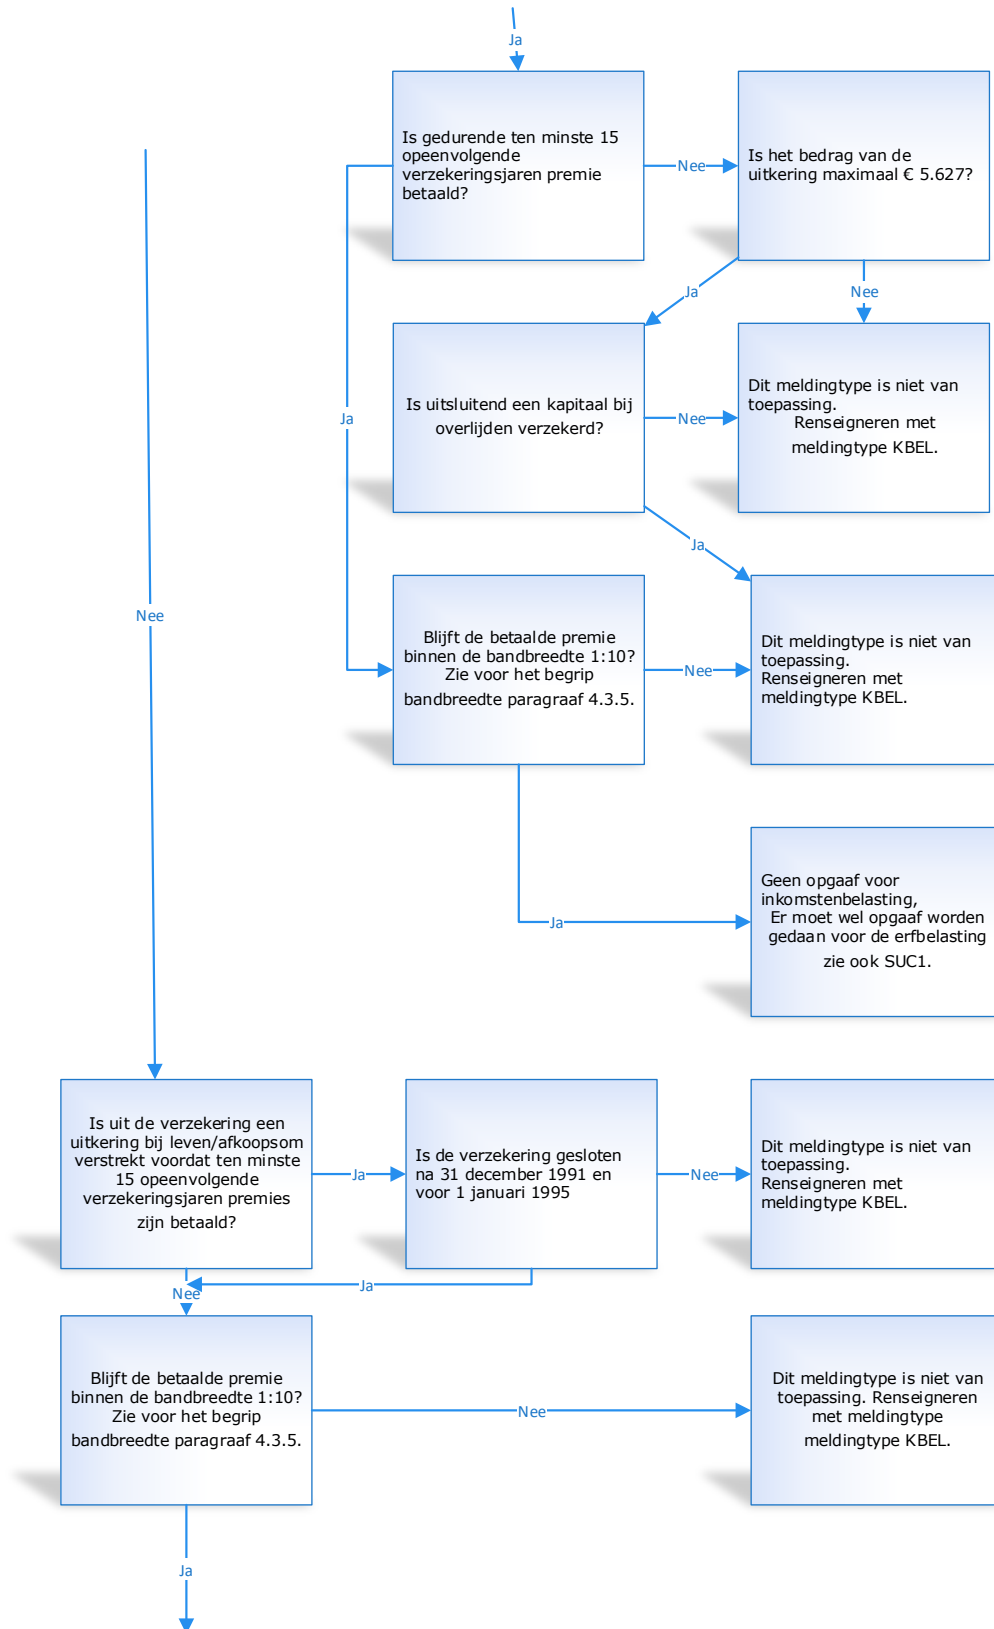 Ja
Is gedurende ten minste 15
opeenvolgende
verzekeringsjaren premie
betaald?
Nee
Is het bedrag van de
uitkering maximaal € 5.627?
Ja
Nee
Ja
Is uitsluitend een kapitaal bij
overlijden verzekerd?
Nee
Dit meldingtype is niet van
toepassing.
Renseigneren met
meldingtype KBEL.
Ja
Nee
Blijft de betaalde premie
binnen de bandbreedte 1:10?
Zie voor het begrip
bandbreedte paragraaf 4.3.5.
Nee
Dit meldingtype is niet van
toepassing.
Renseigneren met
meldingtype KBEL.
Ja
Geen opgaaf voor
inkomstenbelasting,
Er moet wel opgaaf worden
gedaan voor de erfbelasting
zie ook SUC1.
Is uit de verzekering een
uitkering bij leven/afkoopsom
verstrekt voordat ten minste
15 opeenvolgende
verzekeringsjaren premies
zijn betaald?
Ja
Is de verzekering gesloten
na 31 december 1991 en
voor 1 januari 1995
Nee
Dit meldingtype is niet van
toepassing.
Renseigneren met
meldingtype KBEL.
Ja
Nee
Blijft de betaalde premie
binnen de bandbreedte 1:10?
Zie voor het begrip
bandbreedte paragraaf 4.3.5.
Nee
Dit meldingtype is niet van
toepassing. Renseigneren
met meldingtype
meldingtype KBEL.
Ja